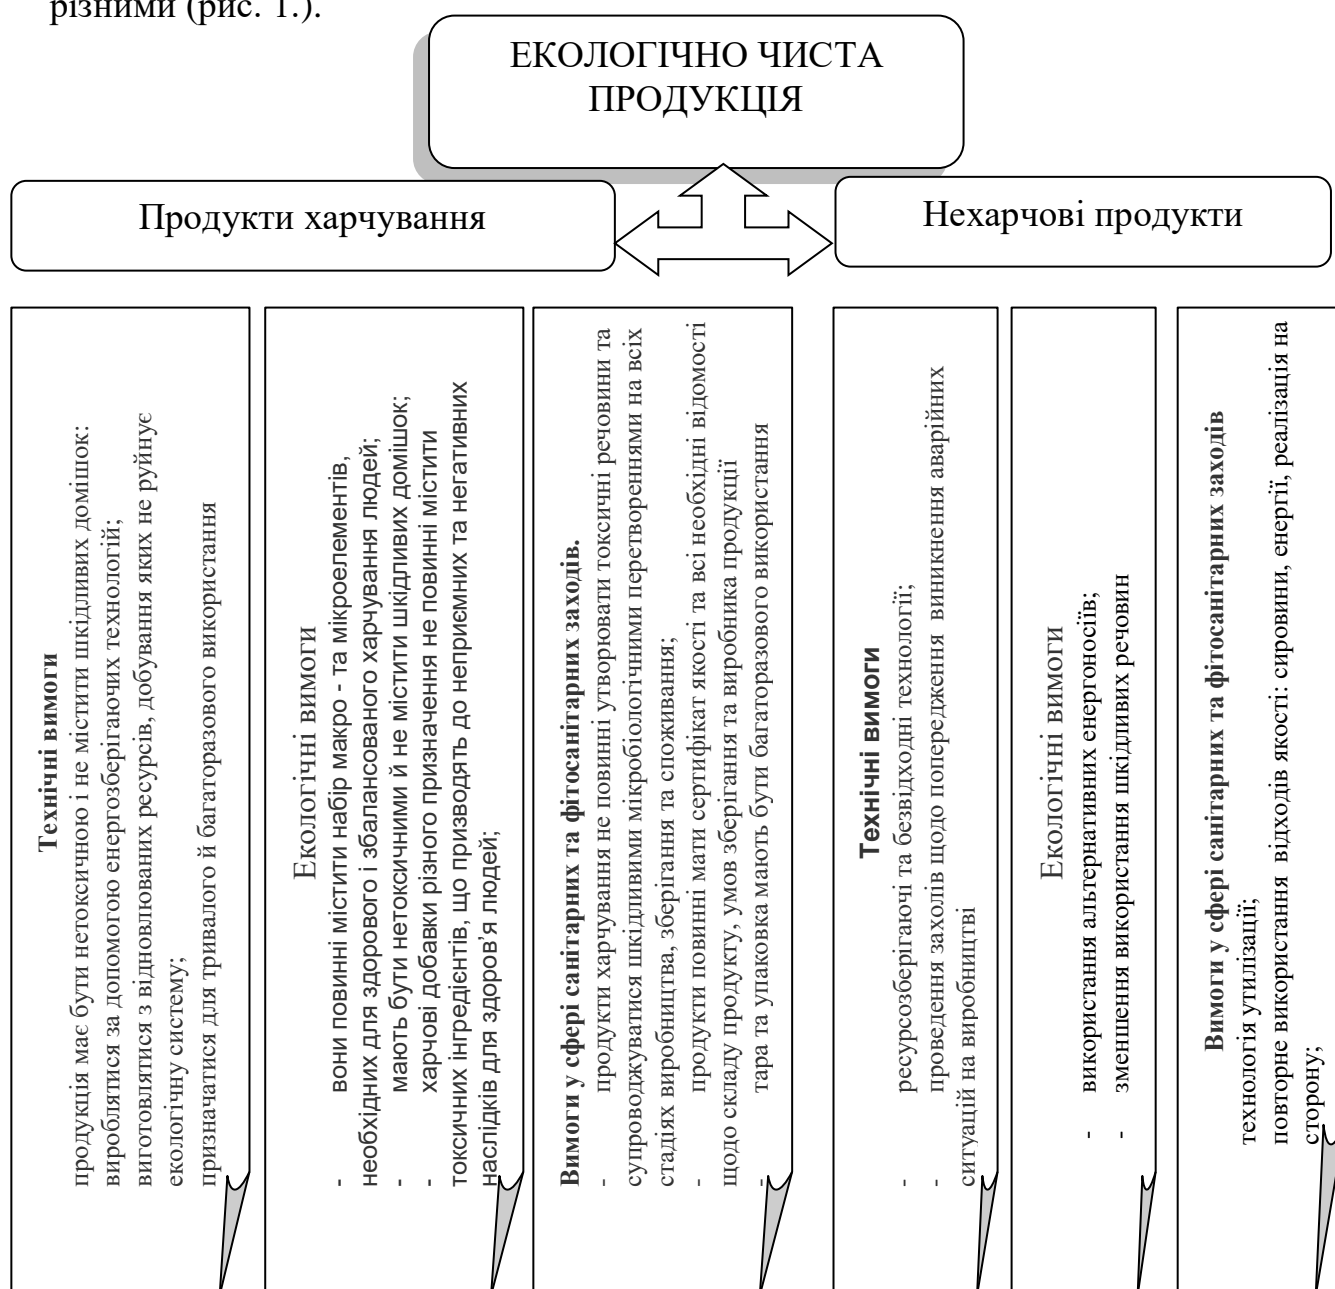 різними (рис. 1.).
ЕКОЛОГІЧНО ЧИСТА
ПРОДУКЦІЯ
Продукти харчування
Нехарчові продукти
Технічні вимоги
продукція має бути нетоксичною і не містити шкідливих домішок:
вироблятися за допомогою енергозберігаючих технологій;
виготовлятися з відновлюваних ресурсів, добування яких не руйнує
екологічну систему;
призначатися для тривалого й багаторазового використання
Екологічні вимоги
- вони повинні містити набір макро - та мікроелементів,
необхідних для здорового і збалансованого харчування людей;
- мають бути нетоксичними й не містити шкідливих домішок;
- харчові добавки різного призначення не повинні містити
токсичних інгредієнтів, що призводять до неприємних та негативних
наслідків для здоров'я людей;
Вимоги у сфері санітарних та фітосанітарних заходів.
- продукти харчування не повинні утворювати токсичні речовини та
супроводжуватися шкідливими мікробіологічними перетвореннями на всіх
стадіях виробництва, зберігання та споживання;
- продукти повинні мати сертифікат якості та всі необхідні відомості
щодо складу продукту, умов зберігання та виробника продукції
- тара та упаковка мають бути багаторазового використання
Технічні вимоги
- ресурсозберігаючі та безвідходні технології;
- проведення захолів щодо попередження виникнення аварійних
ситуацій на виробництві
Екологічні вимоги
- використання альтернативних енергоносіїв;
- зменшення використання шкідливих речовин
Вимоги у сфері санітарних та фітосанітарних заходів
технологія утилізації;
повторне використання відходів якості: сировини, енергії, реалізація на
сторону;